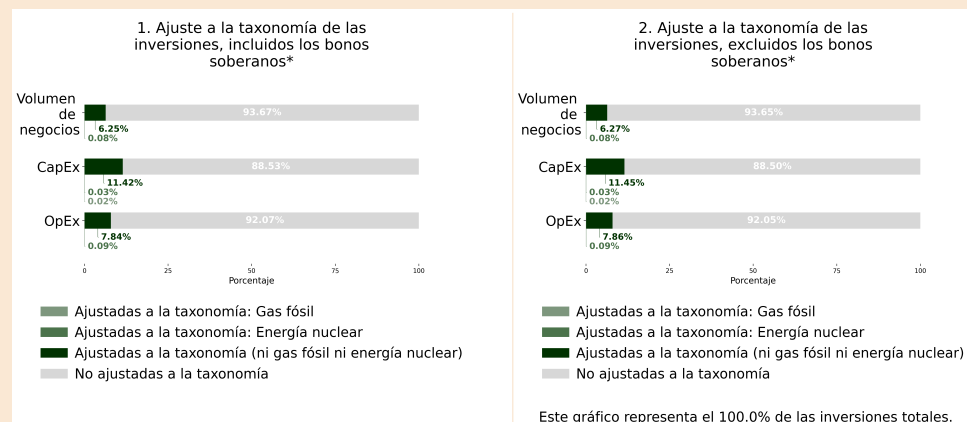 1. Ajuste a la taxonomía de las
inversiones, incluidos los bonos
soberanos*
Volumen
de
negocios
93.67%
6.25%
0.08%
CapEx
88.53%
11.42%
0.03%
0.02%
OpEx
92.07%
7.84%
0.09%
0
25
50
75
100
Porcentaje
Ajustadas a la taxonomía: Gas fósil
Ajustadas a la taxonomía: Energía nuclear
Ajustadas a la taxonomía (ni gas fósil ni energía nuclear)
No ajustadas a la taxonomía
2. Ajuste a la taxonomía de las
inversiones, excluidos los bonos
soberanos*
Volumen
de
negocios
93.65%
6.27%
0.08%
CapEx
88.50%
11.45%
0.03%
0.02%
OpEx
92.05%
7.86%
0.09%
0
25
50
75
100
Porcentaje
Ajustadas a la taxonomía: Gas fósil
Ajustadas a la taxonomía: Energía nuclear
Ajustadas a la taxonomía (ni gas fósil ni energía nuclear)
No ajustadas a la taxonomía
Este gráfico representa el 100.0% de las inversiones totales.